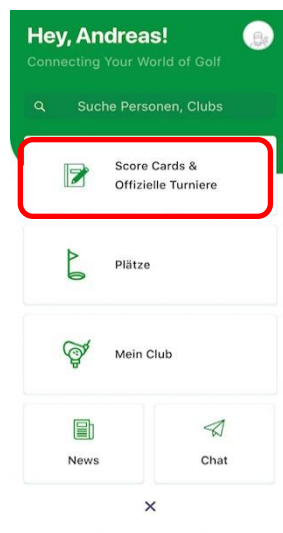 Hey, Andreas!
Connecting Your World of Golf
Suche Personen, Clubs
Score Cards &
Offizielle Turniere
Plätze
Mein Club
News
Chat